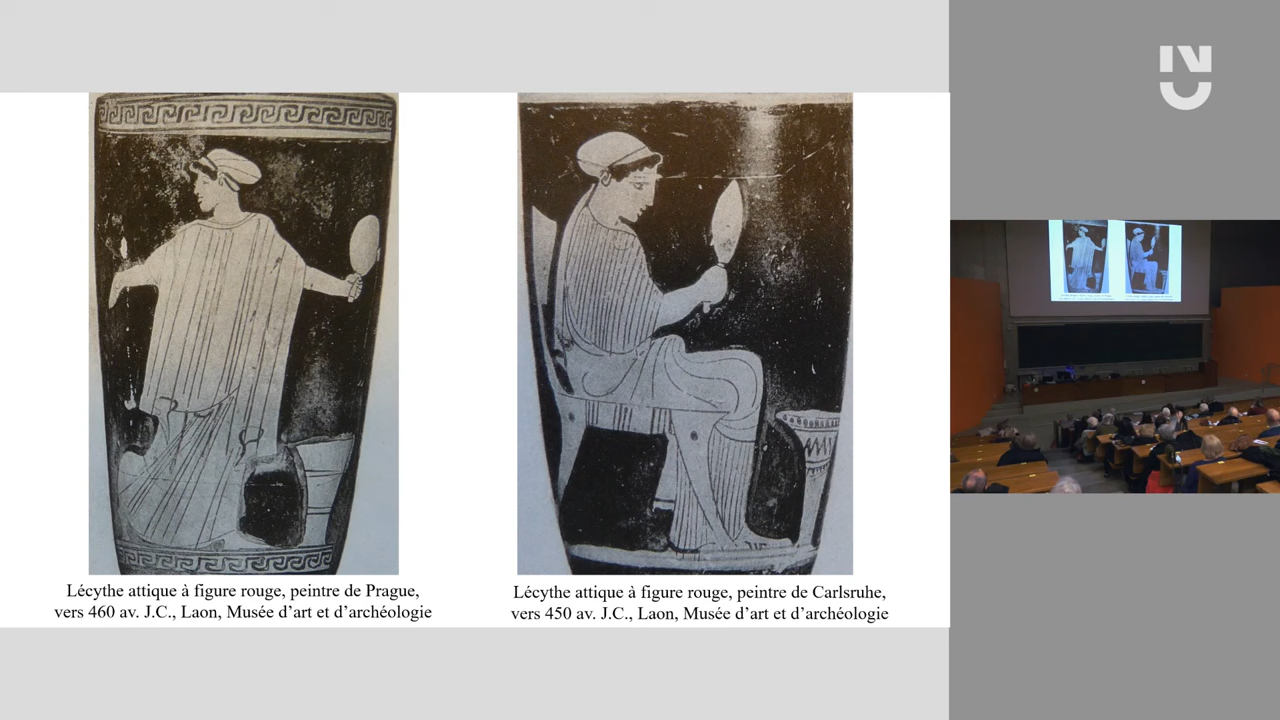 Lécythe attique à figure rouge, peintre de Prague,
vers 460 av. J.C., Laon, Musée d’art et d’archéologie
Lécythe attique à figure rouge, peintre de Carlsruhe,
vers 450 av. J.C., Laon, Musée d’art et d’archéologie